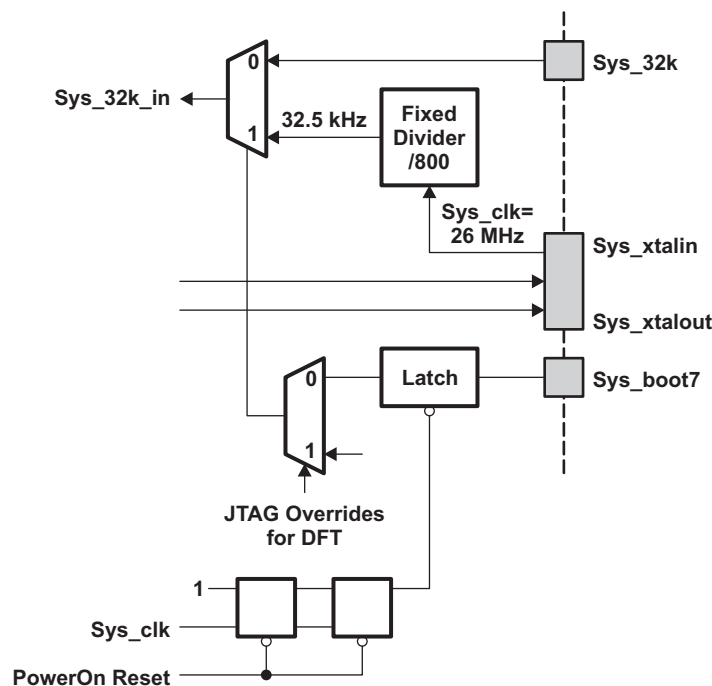 Sys_32k
0
Sys_32k_in
1
32.5 kHz
Fixed
Divider
/800
Sys_clk=
26 MHz
Sys_xtalin
Sys_xtalout
0
Latch
Sys_boot7
1
JTAG Overrides
for DFT
1
Sys_clk
PowerOn Reset